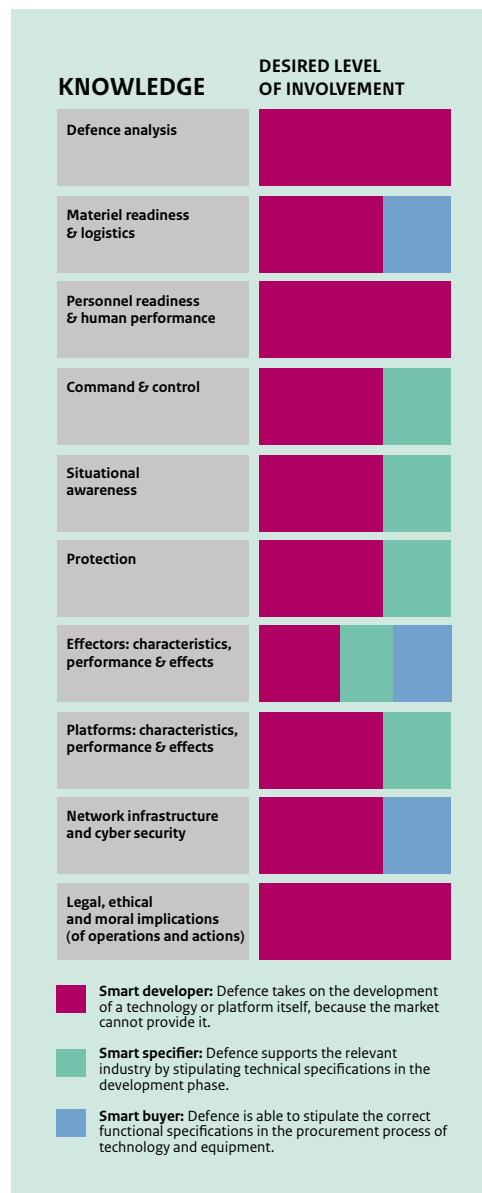 KNOWLEDGE
DESIRED LEVEL
OF INVOLVEMENT
Defence analysis
Materiel readiness
& logistics
Personnel readiness
& human performance
Command & control
Situational
awareness
Protection
Effectors: characteristics,
performance & effects
Platforms: characteristics,
performance & effects
Network infrastructure
and cyber security
Legal, ethical
and moral implications
(of operations and actions)
Smart developer: Defence takes on the development
of a technology or platform itself, because the market
cannot provide it.
Smart specifier: Defence supports the relevant
industry by stipulating technical specifications in the
development phase.
Smart buyer: Defence is able to stipulate the correct
functional specifications in the procurement process of
technology and equipment.